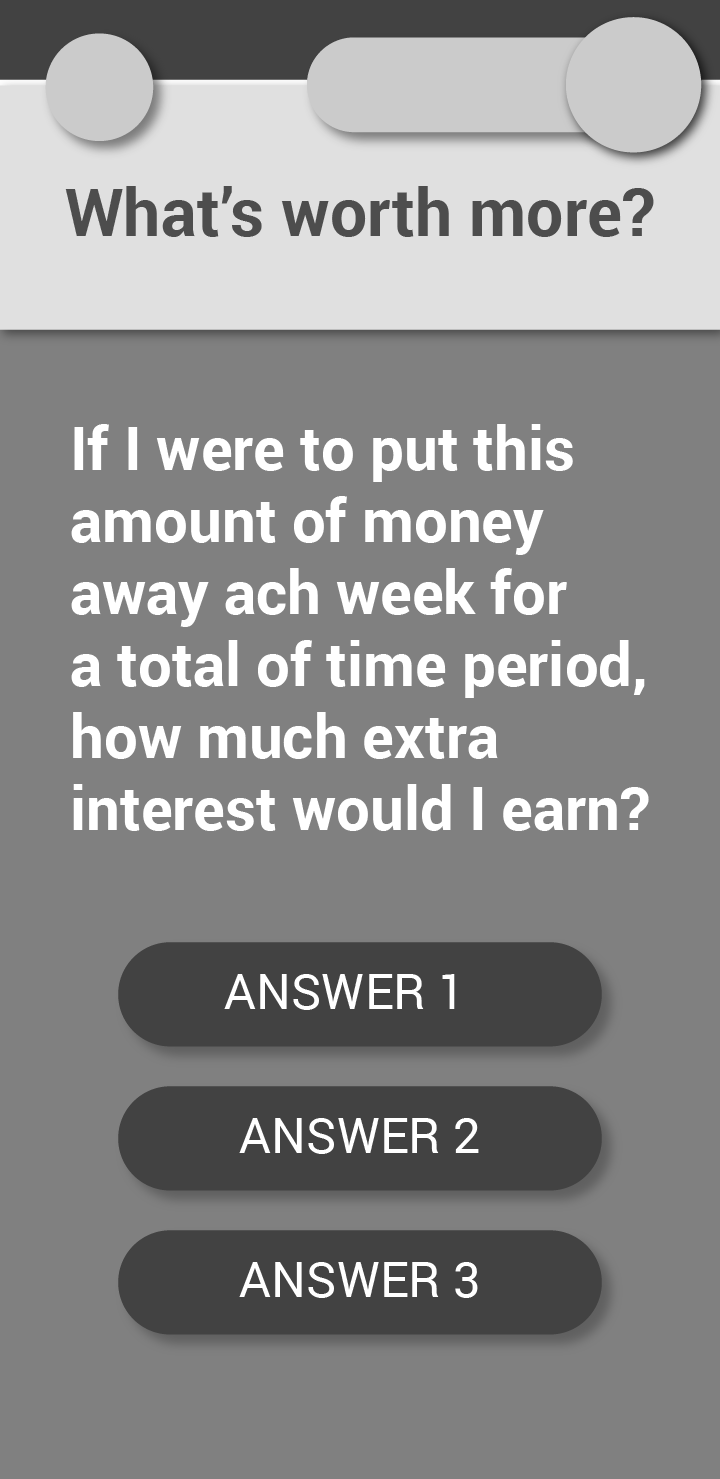 What’s worth more?
If I were to put this
amount of money
away ach week for
a total of time period,
how much extra
interest would I earn?
ANSWER 1
ANSWER 2
ANSWER 3